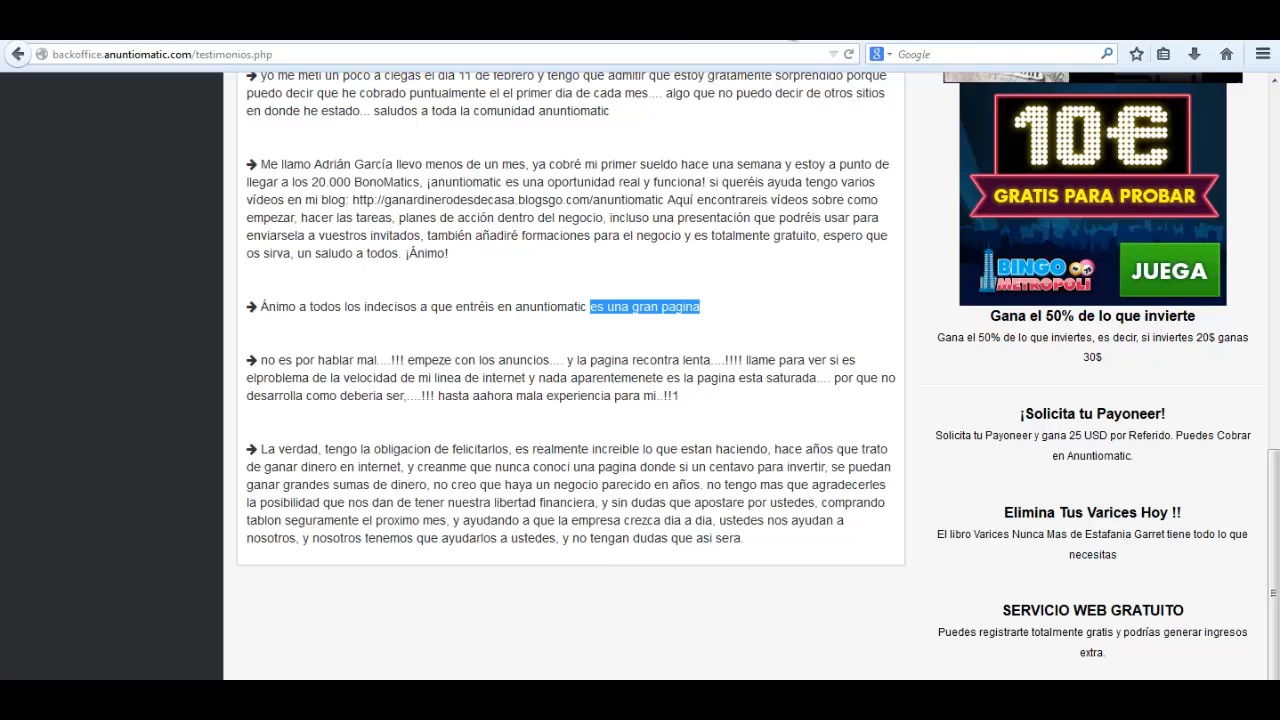 backoffice.anuntiomatic.com/testimonios.php
Google
yo me metí un poco a ciegas el día 11 de febrero y tengo que admitir que estoy gratamente sorprendido porque
puedo decir que he cobrado puntualmente el el primer dia de cada mes.... algo que no puedo decir de otros sitios
en donde he estado... saludos a toda la comunidad anuntiomatic
Me llamo Adrián García llevo menos de un mes, ya cobré mi primer sueldo hace una semana y estoy a punto de
llegar a los 20.000 BonoMatics, ¡anuntiomatic es una oportunidad real y funciona! si queréis ayuda tengo varios
vídeos en mi blog: http://ganardinerodesdecasa.blogsgo.com/anuntiomatic Aquí encontrareis vídeos sobre como
empezar, hacer las tareas, planes de acción dentro del negocio, incluso una presentación que podréis usar para
enviarsela a vuestros invitados, también añadiré formaciones para el negocio y es totalmente gratuito, espero que
os sirva, un saludo a todos. ¡Ánimo!
Ánimo a todos los indecisos a que entréis en anuntiomatic es una gran pagina
no es por hablar mal....!!! empeze con los anuncios.... y la pagina recontra lenta....!!!! llame para ver si es
elproblema de la velocidad de mi linea de internet y nada aparentemenete es la pagina esta saturada.... por que no
desarrolla como deberia ser,....!!! hasta aahora mala experiencia para mi..!!1
La verdad, tengo la obligacion de felicitarlos, es realmente increible lo que estan haciendo, hace años que trato
de ganar dinero en internet, y creanme que nunca conoci una pagina donde si un centavo para invertir, se puedan
ganar grandes sumas de dinero, no creo que haya un negocio parecido en años. no tengo mas que agradecerles
la posibilidad que nos dan de tener nuestra libertad financiera, y sin dudas que apostare por ustedes, comprando
tablon seguramente el proximo mes, y ayudando a que la empresa crezca dia a dia, ustedes nos ayudan a
nosotros, y nosotros tenemos que ayudarlos a ustedes, y no tengan dudas que asi sera.
10€
GRATIS PARA PROBAR
BINGO
METROPOLI
JUEGA
Gana el 50% de lo que invierte
Gana el 50% de lo que inviertes, es decir, si inviertes 20$ ganas
30$
¡Solicita tu Payoneer!
Solicita tu Payoneer y gana 25 USD por Referido. Puedes Cobrar
en Anuntiomatic.
Elimina Tus Varices Hoy !!
El libro Varices Nunca Mas de Estafania Garret tiene todo lo que
necesitas
SERVICIO WEB GRATUITO
Puedes registrarte totalmente gratis y podrías generar ingresos
extra.